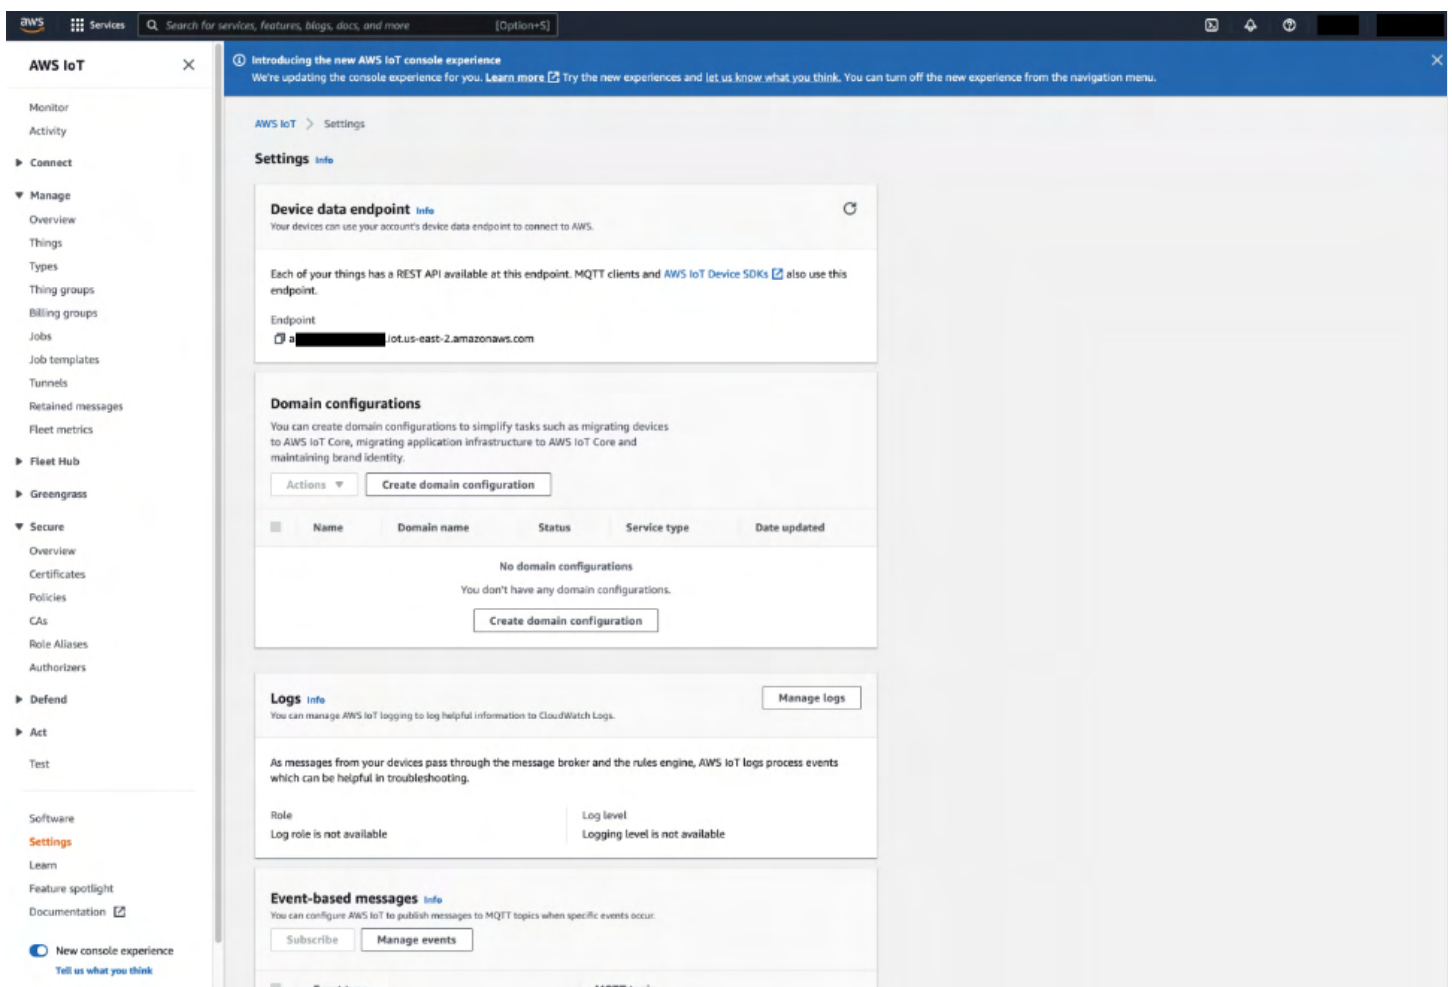 aws
Services
Search for services, features, blogs, docs, and more
[Option+S]
AWS IoT
Monitor
Activity
Connect
Manage
Overview
Things
Types
Thing groups
Billing groups
Jobs
Job templates
Tunnels
Retained messages
Fleet metrics
Fleet Hub
Greengrass
Secure
Overview
Certificates
Policies
CAs
Role Aliases
Authorizers
Defend
Act
Test
Software
Settings
Learn
Feature spotlight
Documentation
New console experience
Tell us what you think
Introducing the new AWS IoT console experience
We're updating the console experience for you. Learn more Try the new experiences and let us know what you think. You can turn off the new experience from the navigation menu.
AWS IoT > Settings
Settings Info
Device data endpoint Info
Your devices can use your account's device data endpoint to connect to AWS.
Each of your things has a REST API available at this endpoint. MQTT clients and AWS IoT Device SDKs also use this
endpoint.
Endpoint
a .iot.us-east-2.amazonaws.com
Domain configurations
You can create domain configurations to simplify tasks such as migrating devices
to AWS IoT Core, migrating application infrastructure to AWS IoT Core and
maintaining brand identity.
Actions Create domain configuration
Name Domain name Status Service type Date updated
No domain configurations
You don't have any domain configurations.
Create domain configuration
Logs Info
Manage logs
You can manage AWS IoT logging to log helpful information to CloudWatch Logs.
As messages from your devices pass through the message broker and the rules engine, AWS IoT logs process events
which can be helpful in troubleshooting.
Role
Log role is not available
Log level
Logging level is not available
Event-based messages Info
You can configure AWS IoT to publish messages to MQTT topics when specific events occur.
Subscribe Manage events